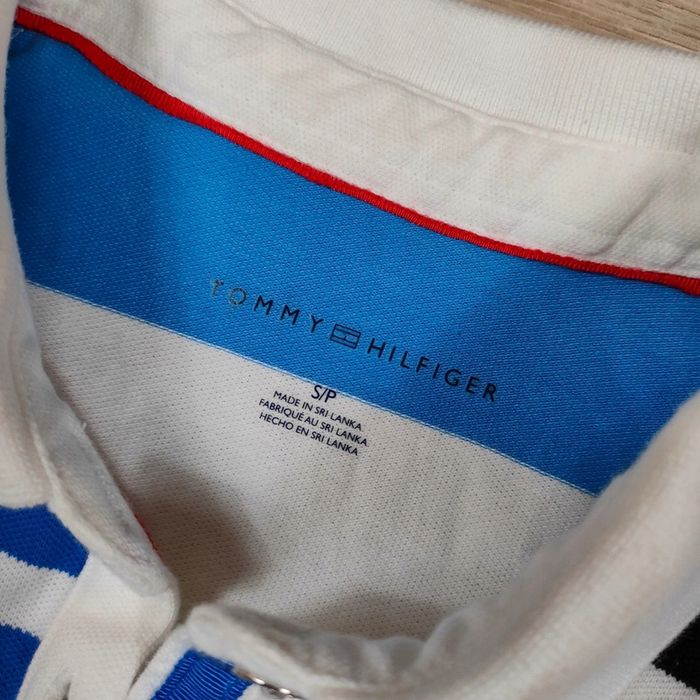 TOMMY HILFIGER
S/P
MADE IN SRI LANKA
FABRIQUÉ AU SRI LANKA
HECHO EN SRI LANKA